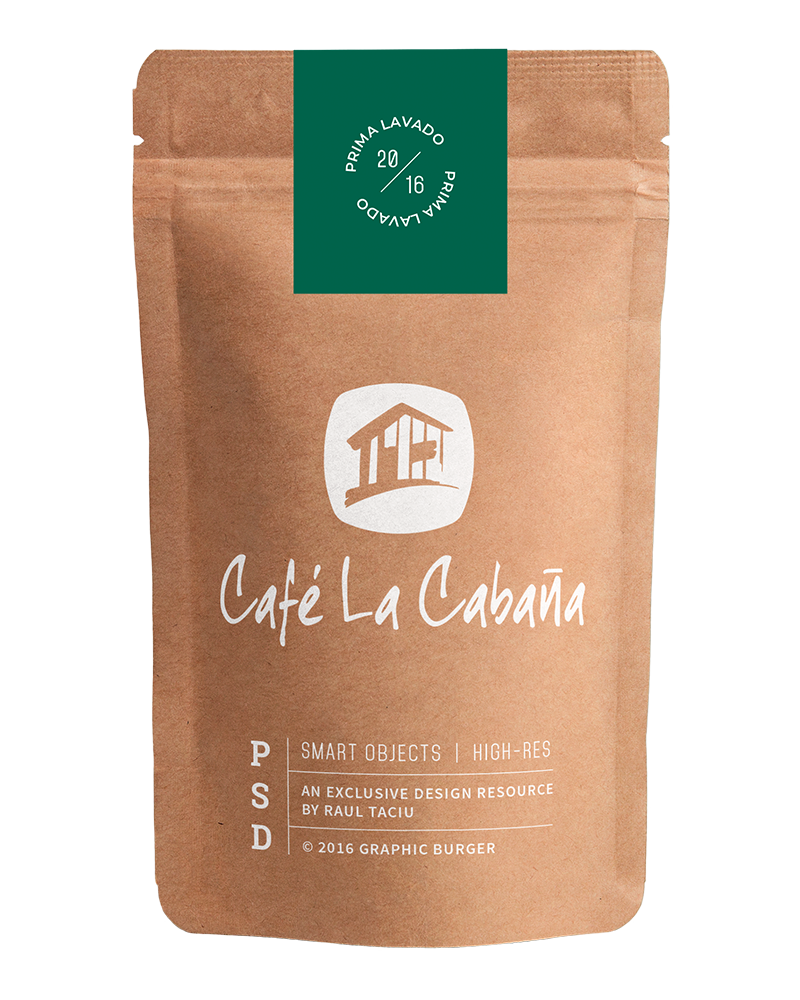 PRIMA LAVADO
20/16
PRIMA LAVADO
Café La Cabaña
PSD
SMART OBJECTS | HIGH-RES
AN EXCLUSIVE DESIGN RESOURCE
BY RAUL TACIU
© 2016 GRAPHIC BURGER